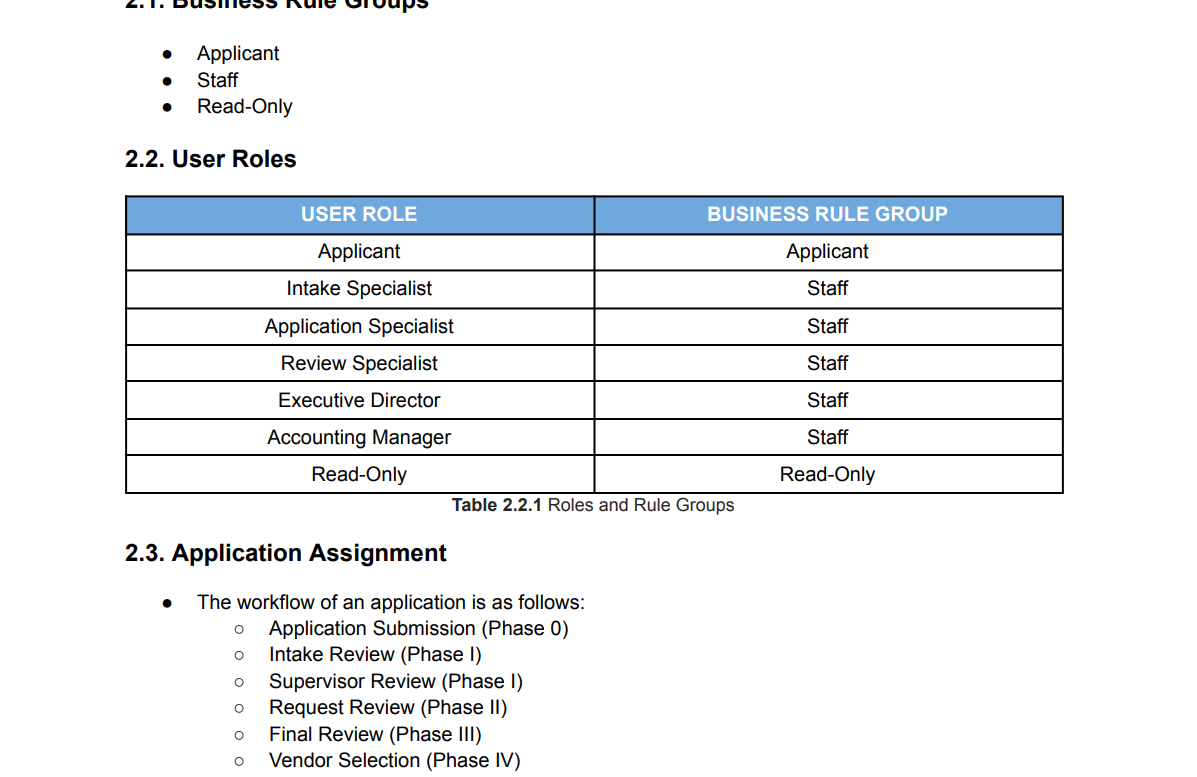 2.1. Business Rule Groups
● Applicant
● Staff
● Read-Only
2.2. User Roles
USER ROLE BUSINESS RULE GROUP
Applicant Applicant
Intake Specialist Staff
Application Specialist Staff
Review Specialist Staff
Executive Director Staff
Accounting Manager Staff
Read-Only Read-Only
Table 2.2.1 Roles and Rule Groups
2.3. Application Assignment
● The workflow of an application is as follows:
○ Application Submission (Phase 0)
○ Intake Review (Phase I)
○ Supervisor Review (Phase I)
○ Request Review (Phase II)
○ Final Review (Phase III)
○ Vendor Selection (Phase IV)